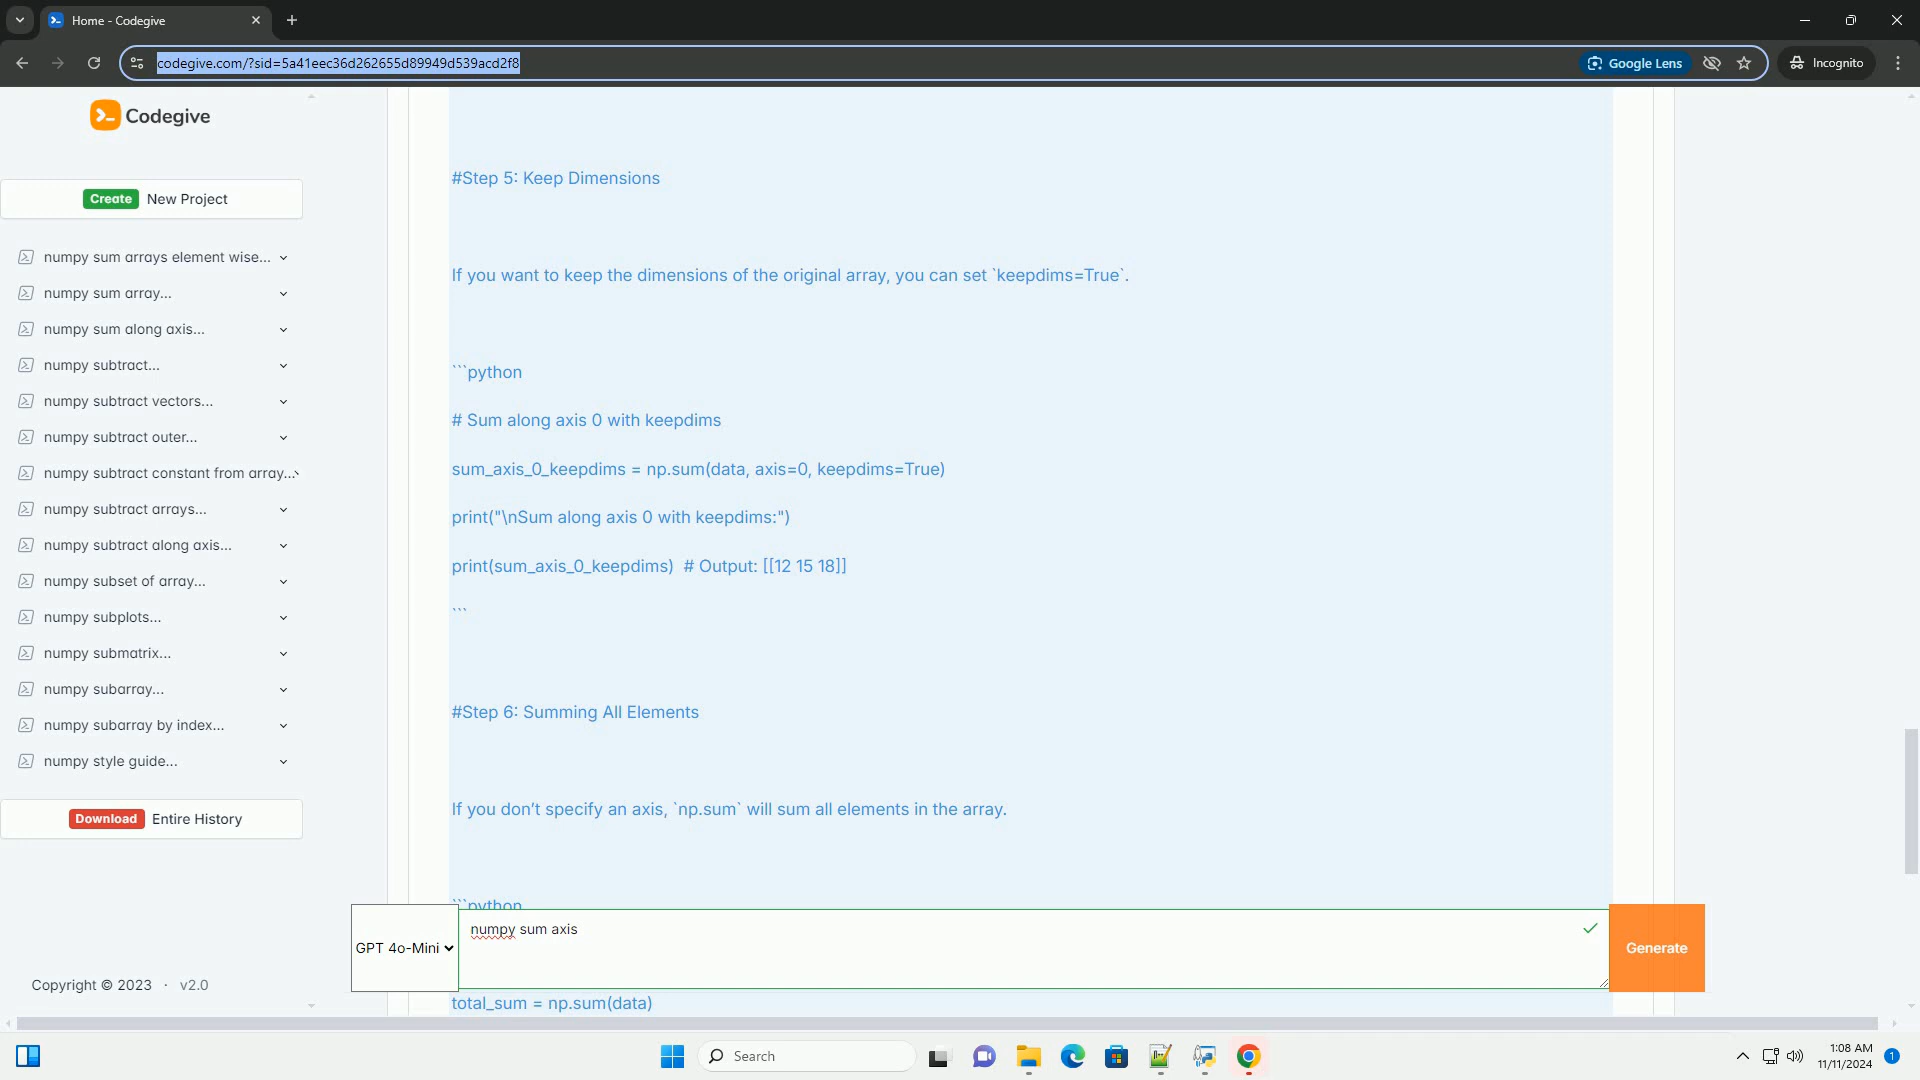 Home - Codegive
codegive.com/?sid=5a41eec36d262655d89949d539acd2f8
Google Lens
Incognito
Codegive
Create New Project
numpy sum arrays element wise...
numpy sum array...
numpy sum along axis...
numpy subtract...
numpy subtract vectors...
numpy subtract outer...
numpy subtract constant from array...
numpy subtract arrays...
numpy subtract along axis...
numpy subset of array...
numpy subplots...
numpy submatrix...
numpy subarray...
numpy subarray by index...
numpy style guide...
Download Entire History
Copyright © 2023 · v2.0
#Step 5: Keep Dimensions
If you want to keep the dimensions of the original array, you can set `keepdims=True`.
```python
# Sum along axis 0 with keepdims
sum_axis_0_keepdims = np.sum(data, axis=0, keepdims=True)
print("\nSum along axis 0 with keepdims:")
print(sum_axis_0_keepdims)  # Output: [[12 15 18]]
```
#Step 6: Summing All Elements
If you don’t specify an axis, `np.sum` will sum all elements in the array.
```python
GPT 4o-Mini
numpy sum axis
Generate
total_sum = np.sum(data)
Search
1:08 AM
11/11/2024
1